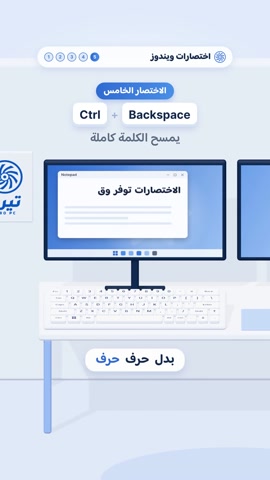 اختصارات ويندوز
1 2 3 4 5
الاختصار الخامس
Ctrl + Backspace
يمسح الكلمة كاملة
Notepad
الاختصارات توفر وق
بدل حرف حرف